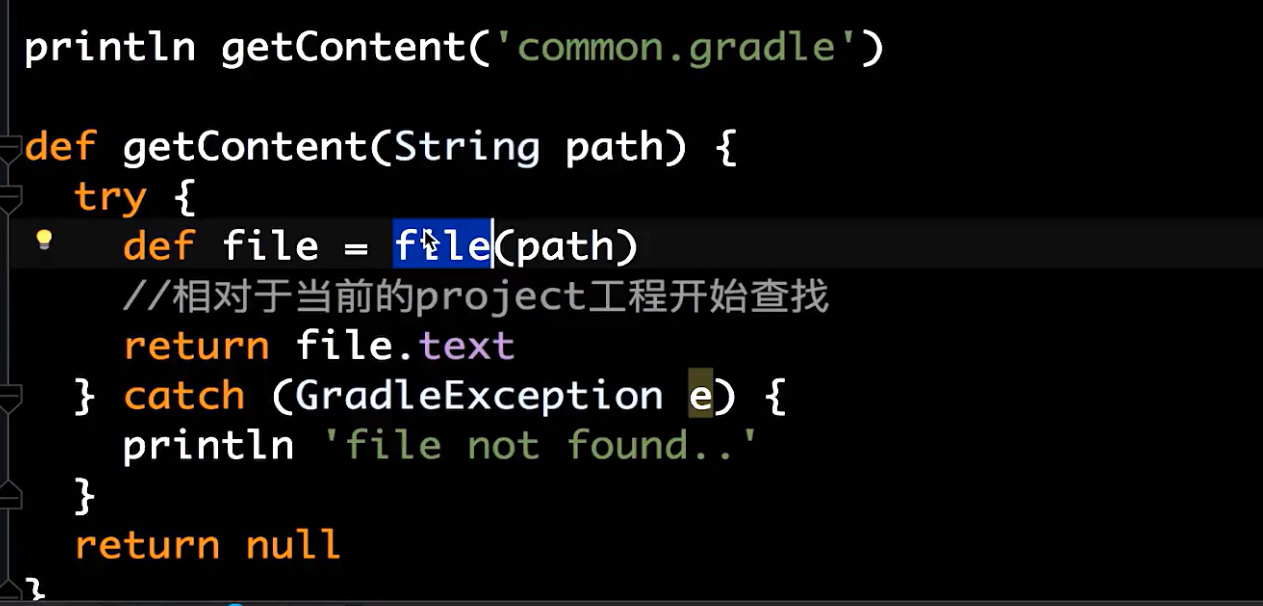 println getContent('common.gradle')
def getContent(String path) {
try {
def file = file(path)
//相对于当前的project工程开始查找
return file.text
} catch (GradleException e) {
println 'file not found..'
}
return null
}